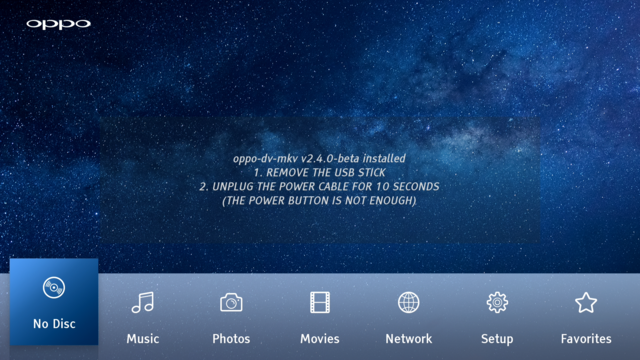 oppo
oppo-dv-mkv v2.4.0-beta installed
1. REMOVE THE USB STICK
2. UNPLUG THE POWER CABLE FOR 10 SECONDS
(THE POWER BUTTON IS NOT ENOUGH)
No Disc
Music
Photos
Movies
Network
Setup
Favorites